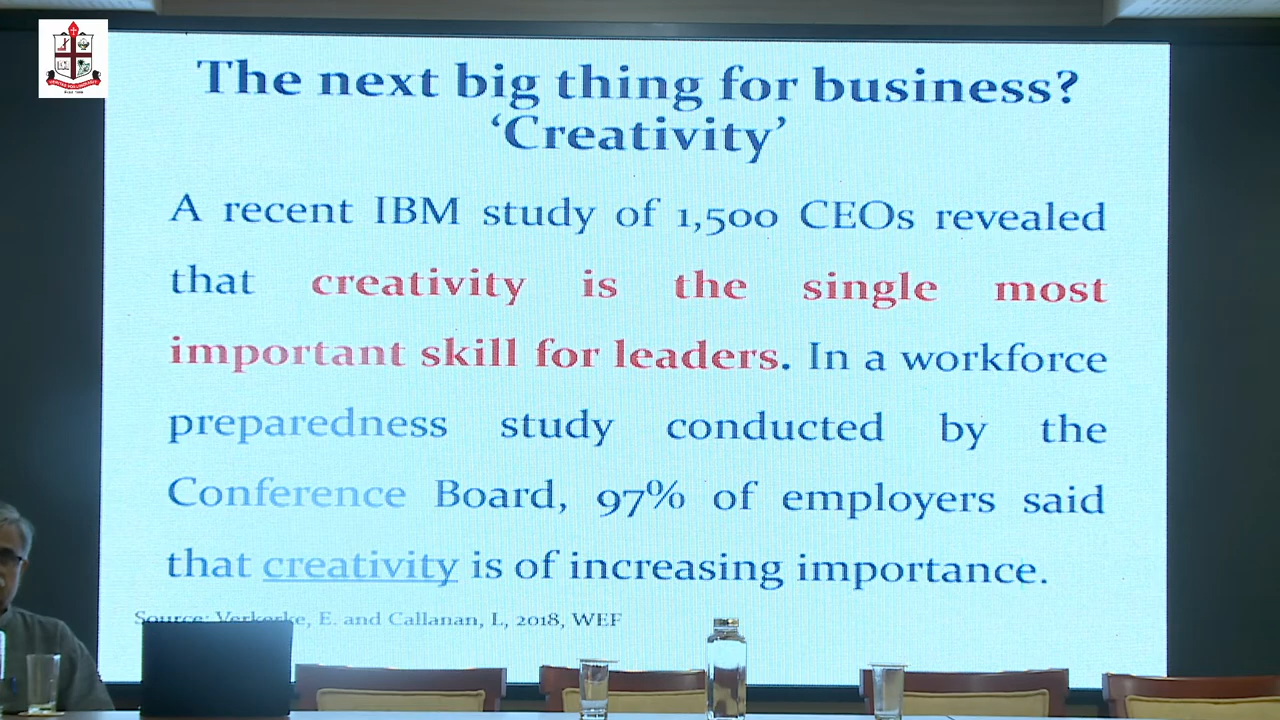 The next big thing for business?
‘Creativity’
A recent IBM study of 1,500 CEOs revealed
that creativity is the single most
important skill for leaders. In a workforce
preparedness study conducted by the
Conference Board, 97% of employers said
that creativity is of increasing importance.
Source: Verkerke, E. and Callanan, L, 2018, WEF